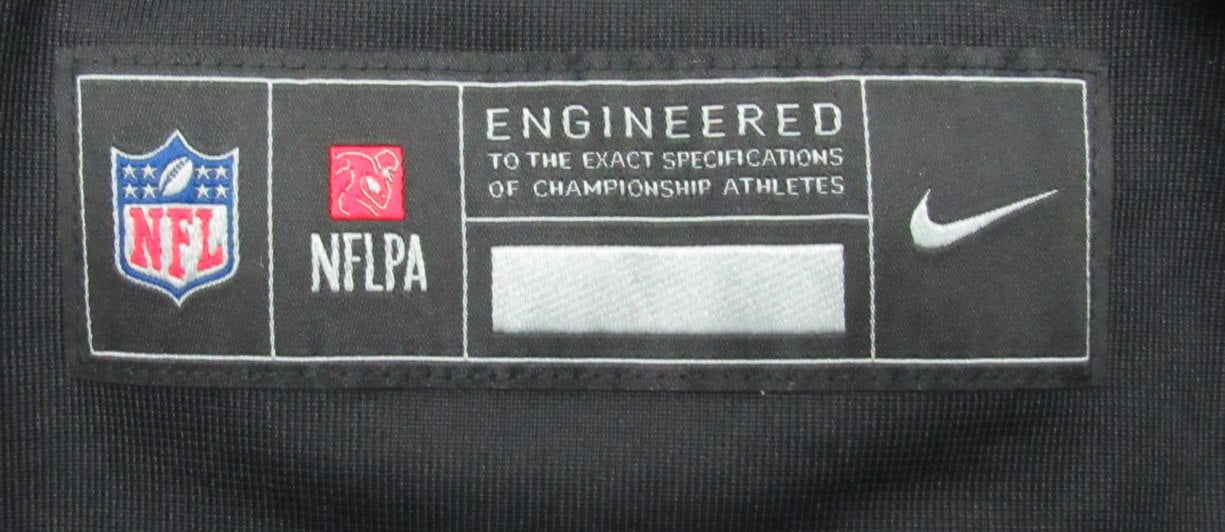 NFL
NFLPA
ENGINEERED
TO THE EXACT SPECIFICATIONS
OF CHAMPIONSHIP ATHLETES